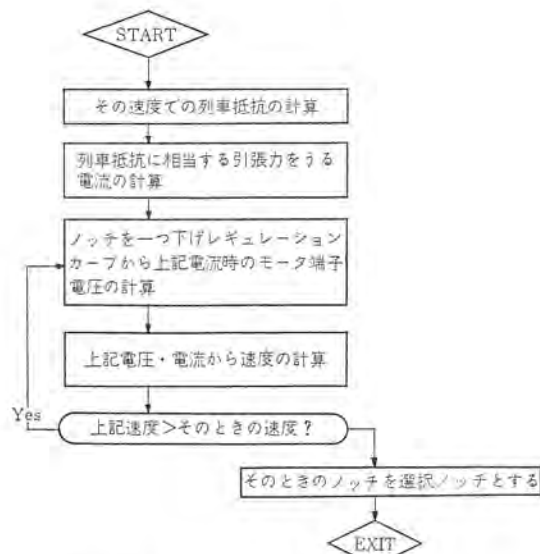 START
その速度での列車抵抗の計算
列車抵抗に相当する引張力をうる
電流の計算
ノッチを一つ下げレギュレーション
カーブから上記電流時のモータ端子
電圧の計算
上記電圧・電流から速度の計算
Yes
上記速度>そのときの速度?
そのときのノッチを選択ノッチとする
EXIT